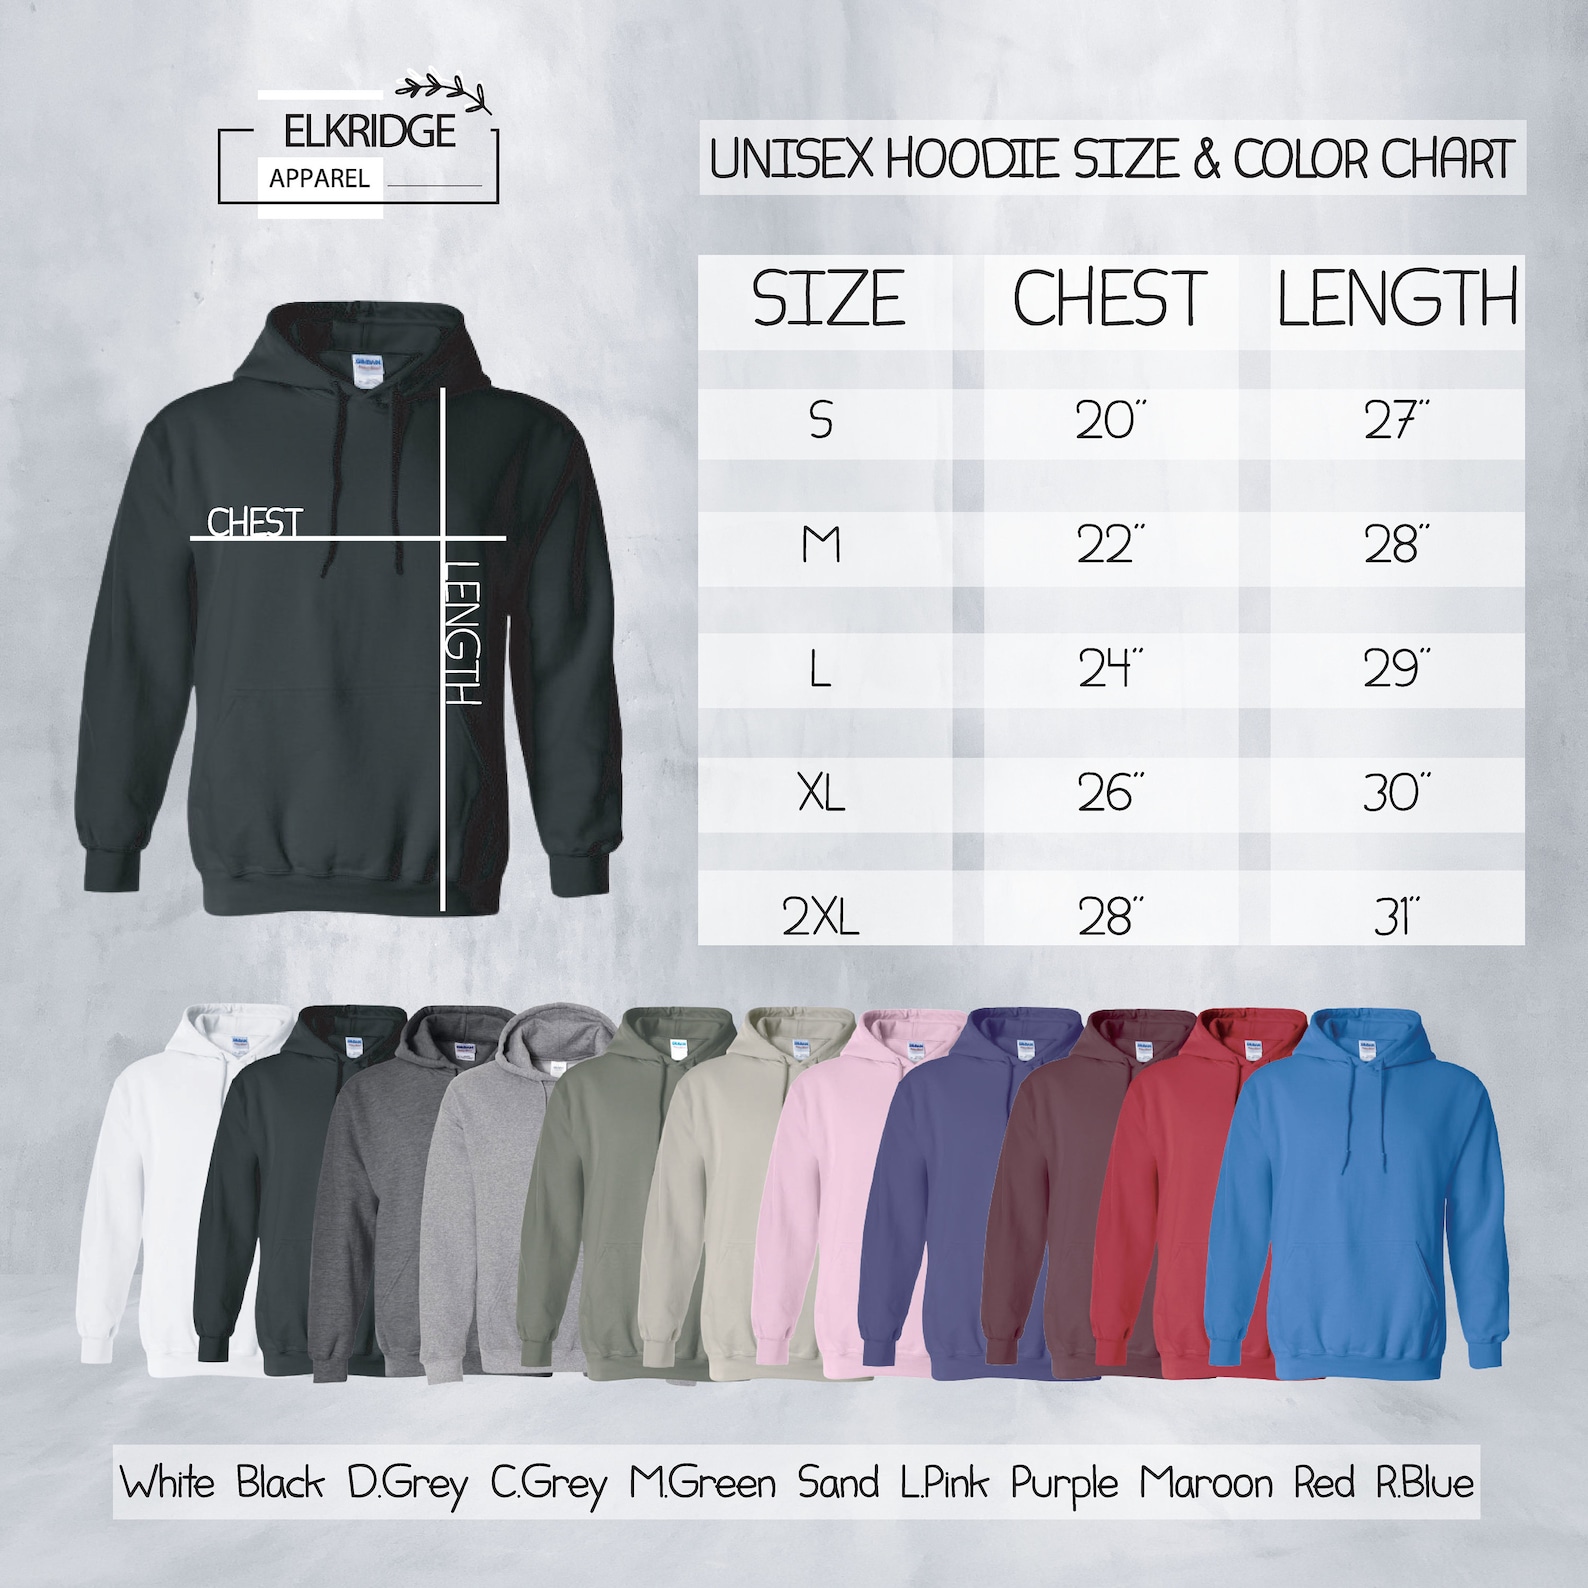 ELKRIDGE
APPAREL
UNISEX HOODIE SIZE & COLOR CHART
SIZE CHEST LENGTH
S 20" 27"
M 22" 28"
L 24" 29"
XL 26" 30"
2XL 28" 31"
GILDAN
CHEST
LENGTH
White Black D.Grey C.Grey M.Green Sand L.Pink Purple Maroon Red R.Blue